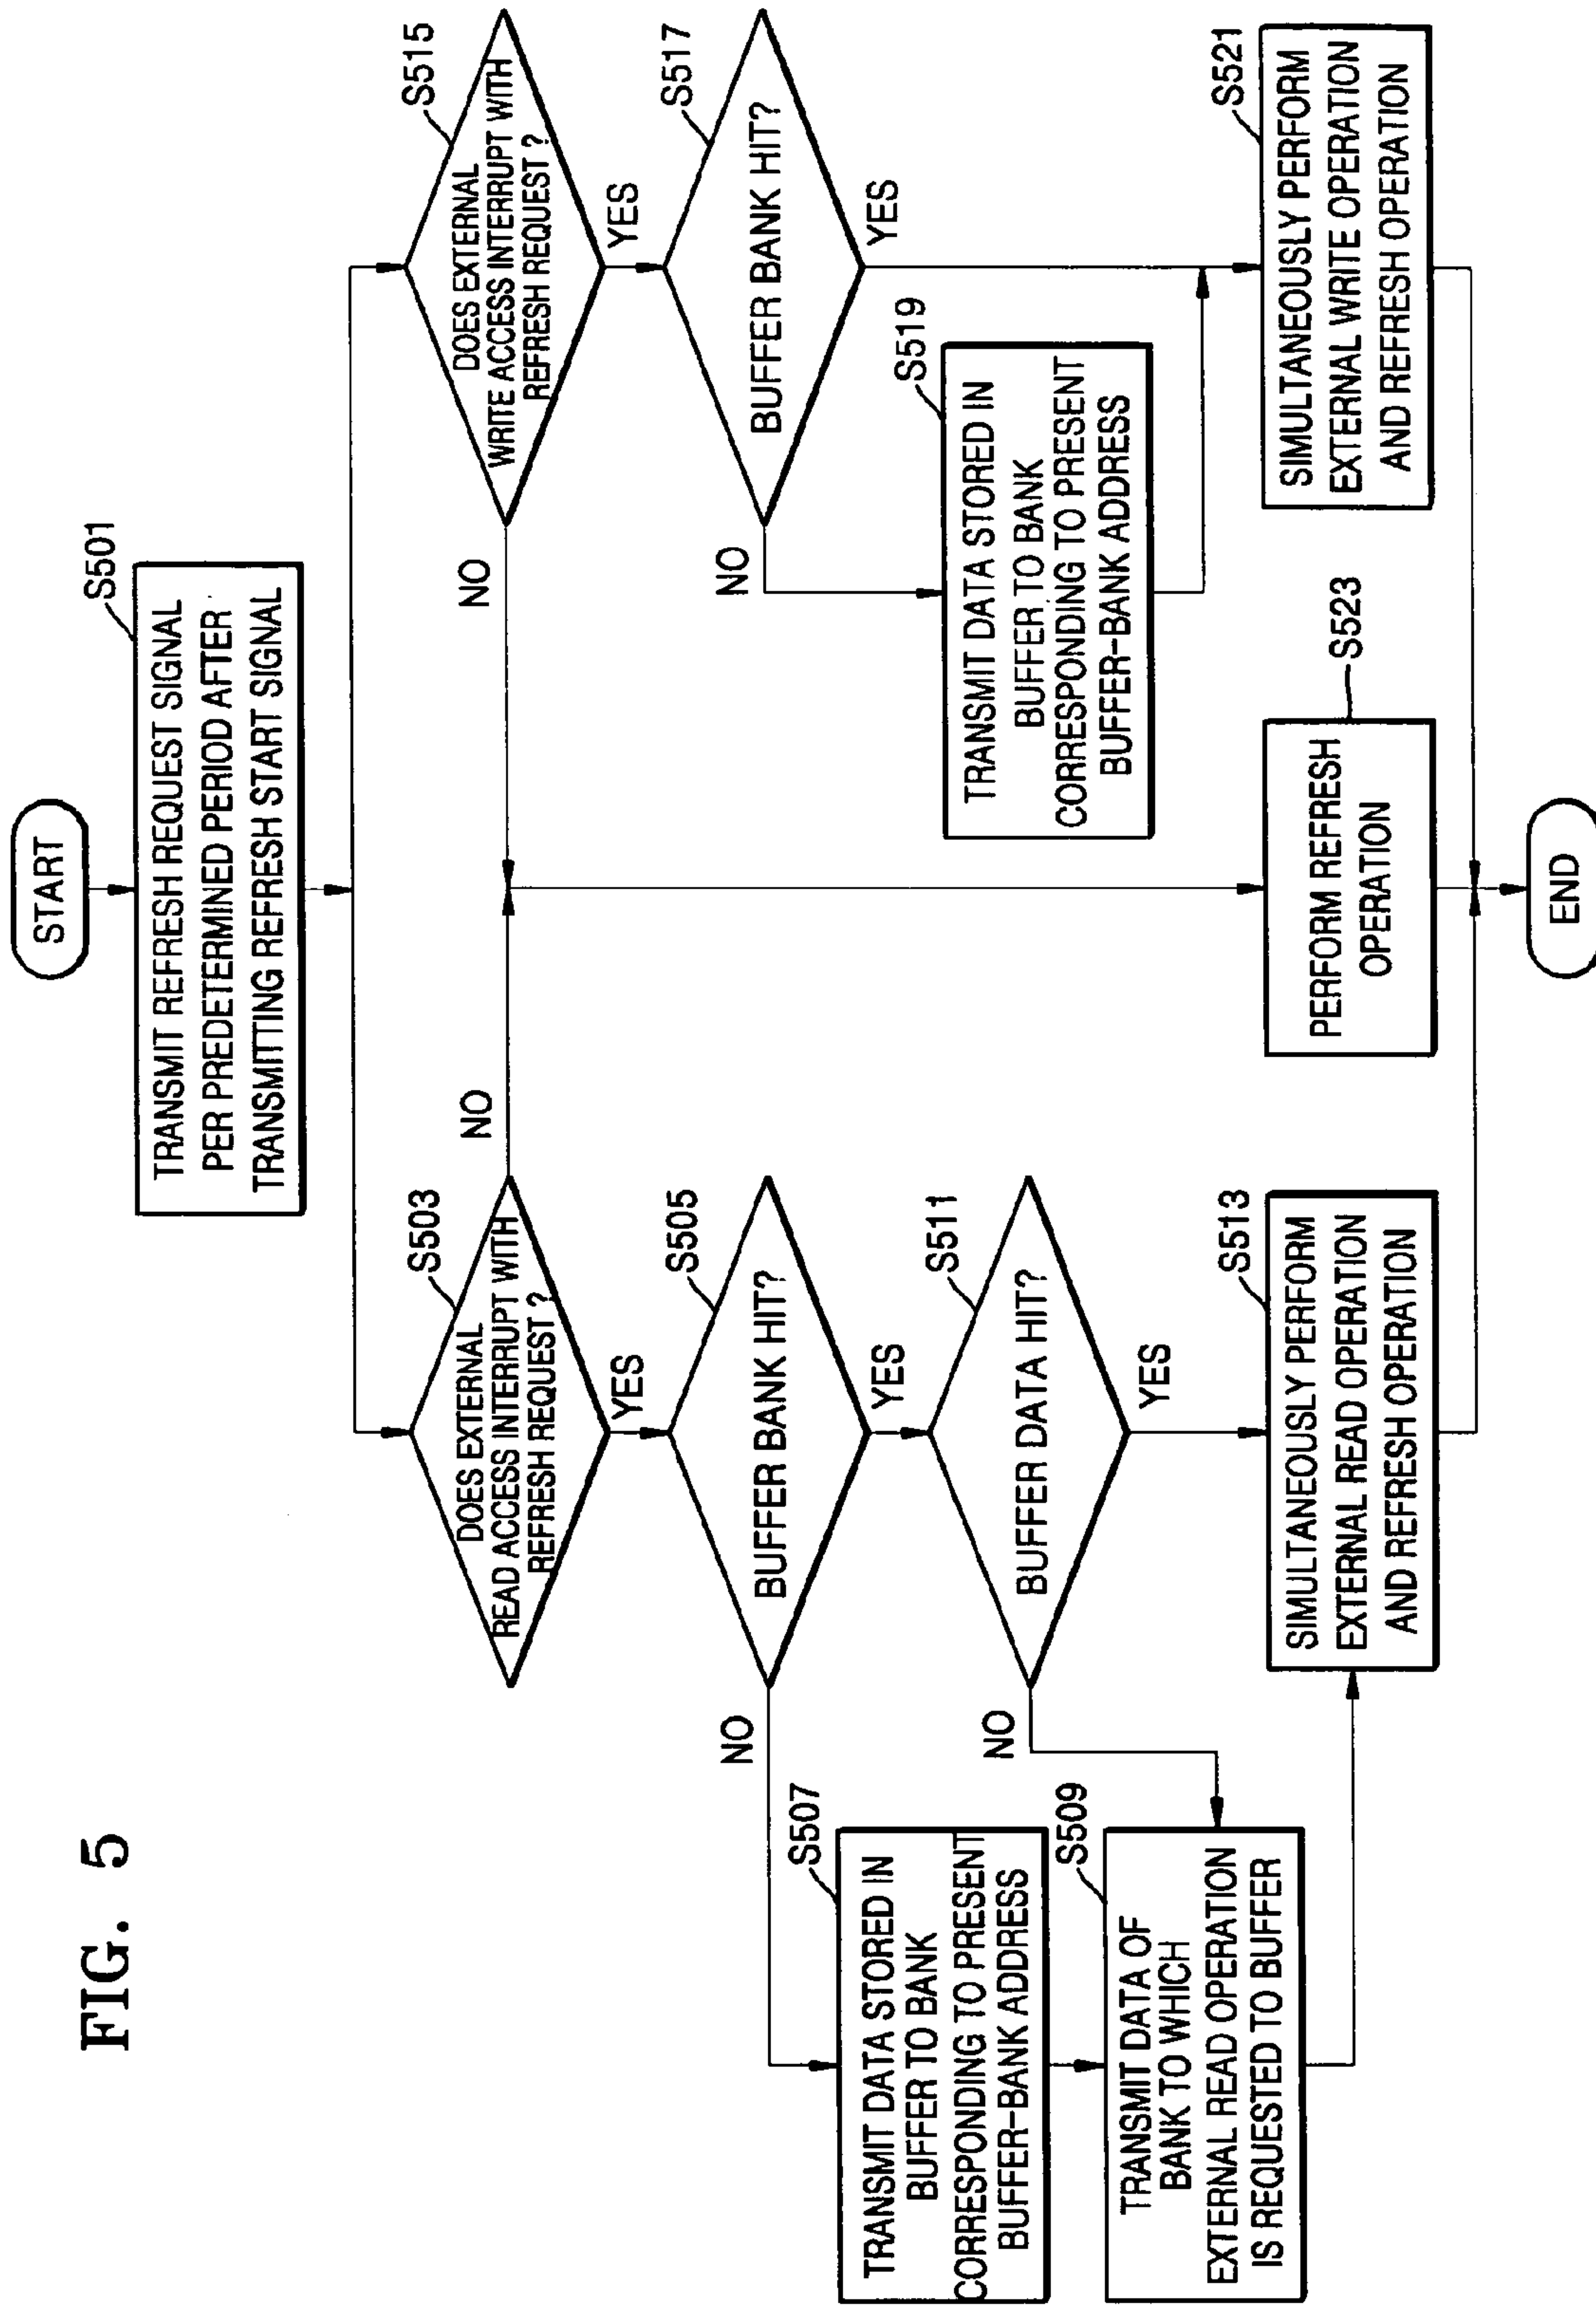 FIG. 5
START
S501
TRANSMIT REFRESH REQUEST SIGNAL
PER PREDETERMINED PERIOD AFTER
TRANSMITTING REFRESH START SIGNAL
S503
DOES EXTERNAL
READ ACCESS INTERRUPT WITH
REFRESH REQUEST ?
NO
YES
S505
BUFFER BANK HIT?
NO
YES
S507
TRANSMIT DATA STORED IN
BUFFER TO BANK
CORRESPONDING TO PRESENT
BUFFER-BANK ADDRESS
S511
BUFFER DATA HIT?
NO
YES
S509
TRANSMIT DATA OF
BANK TO WHICH
EXTERNAL READ OPERATION
IS REQUESTED TO BUFFER
S513
SIMULTANEOUSLY PERFORM
EXTERNAL READ OPERATION
AND REFRESH OPERATION
S515
DOES EXTERNAL
WRITE ACCESS INTERRUPT WITH
REFRESH REQUEST ?
NO
YES
S517
BUFFER BANK HIT?
NO
YES
S519
TRANSMIT DATA STORED IN
BUFFER TO BANK
CORRESPONDING TO PRESENT
BUFFER-BANK ADDRESS
S521
SIMULTANEOUSLY PERFORM
EXTERNAL WRITE OPERATION
AND REFRESH OPERATION
S523
PERFORM REFRESH
OPERATION
END